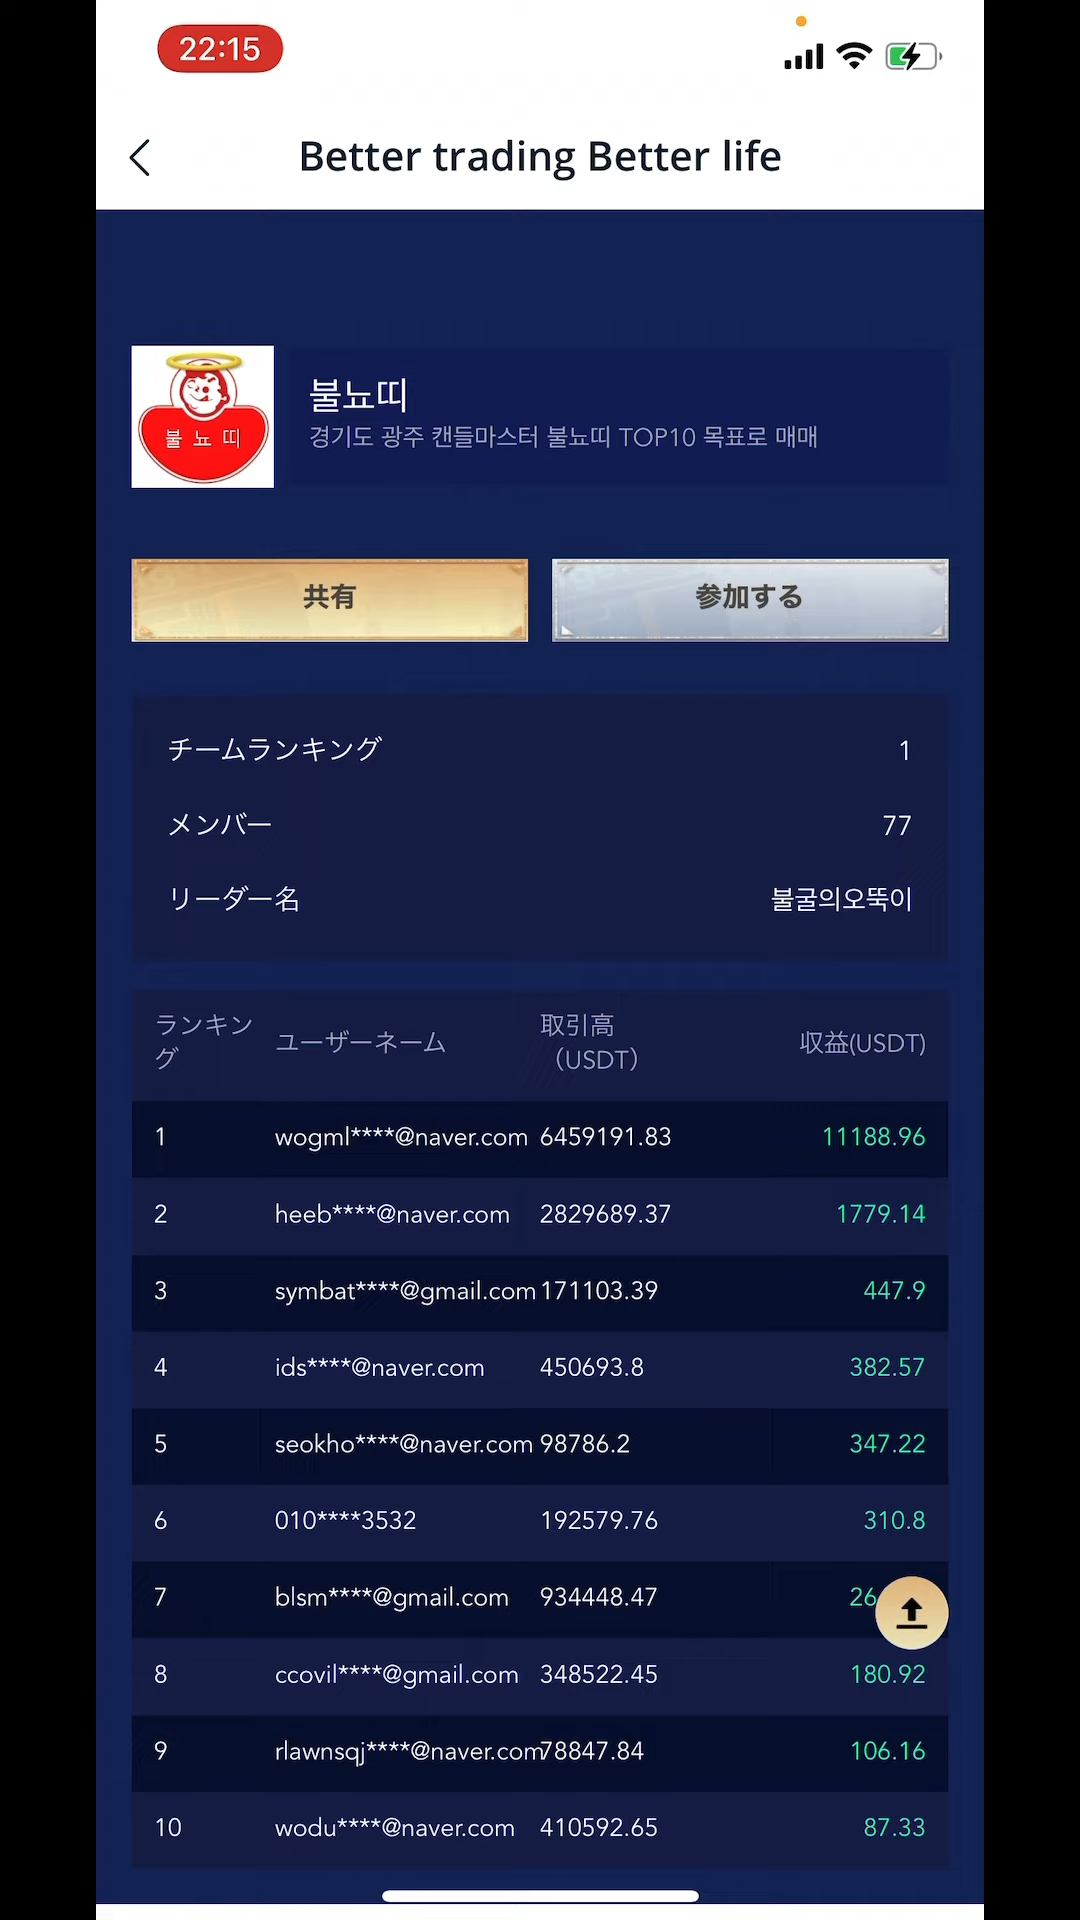 22:15
Better trading Better life
불 뇨 띠
불뇨띠
경기도 광주 캔들마스터 불뇨띠 TOP10 목표로 매매
共有
参加する
チームランキング 1
メンバー 77
リーダー名 불굴의오뚝이
ランキン
グ
ユーザーネーム
取引高
（USDT）
収益(USDT)
1 wogml****@naver.com 6459191.83 11188.96
2 heeb****@naver.com 2829689.37 1779.14
3 symbat****@gmail.com 171103.39 447.9
4 ids****@naver.com 450693.8 382.57
5 seokho****@naver.com 98786.2 347.22
6 010****3532 192579.76 310.8
7 blsm****@gmail.com 934448.47
8 ccovil****@gmail.com 348522.45 180.92
9 rlawnsqj****@naver.com 78847.84 106.16
10 wodu****@naver.com 410592.65 87.33